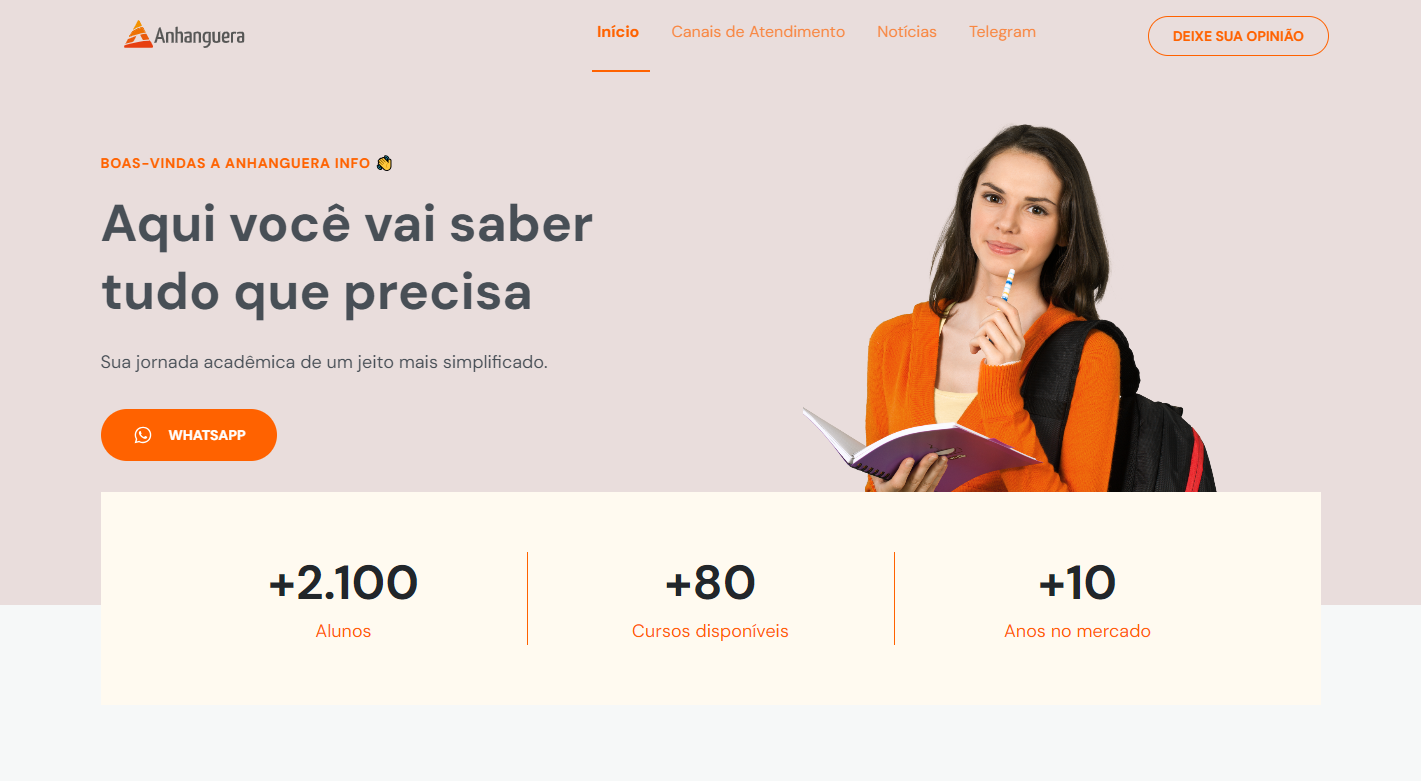 Anhanguera
Início Canais de Atendimento Notícias Telegram
DEIXE SUA OPINIÃO
BOAS-VINDAS A ANHANGUERA INFO 👏
Aqui você vai saber
tudo que precisa
Sua jornada acadêmica de um jeito mais simplificado.
WHATSAPP
+2.100
Alunos
+80
Cursos disponíveis
+10
Anos no mercado